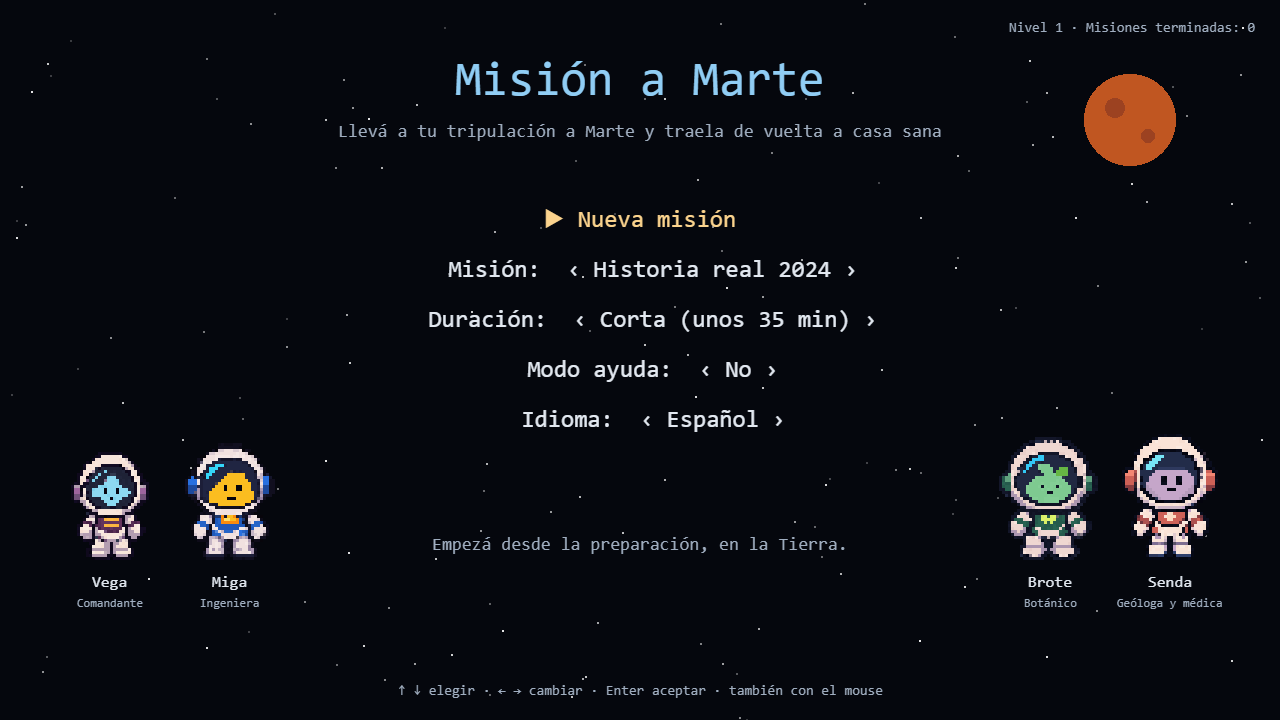 Nivel 1 · Misiones terminadas: 0
Misión a Marte
Llevá a tu tripulación a Marte y traela de vuelta a casa sana
▶ Nueva misión
Misión: ‹ Historia real 2024 ›
Duración: ‹ Corta (unos 35 min) ›
Modo ayuda: ‹ No ›
Idioma: ‹ Español ›
Empezá desde la preparación, en la Tierra.
Vega
Comandante
Miga
Ingeniera
Brote
Botánico
Senda
Geóloga y médica
↑ ↓ elegir · ← → cambiar · Enter aceptar · también con el mouse